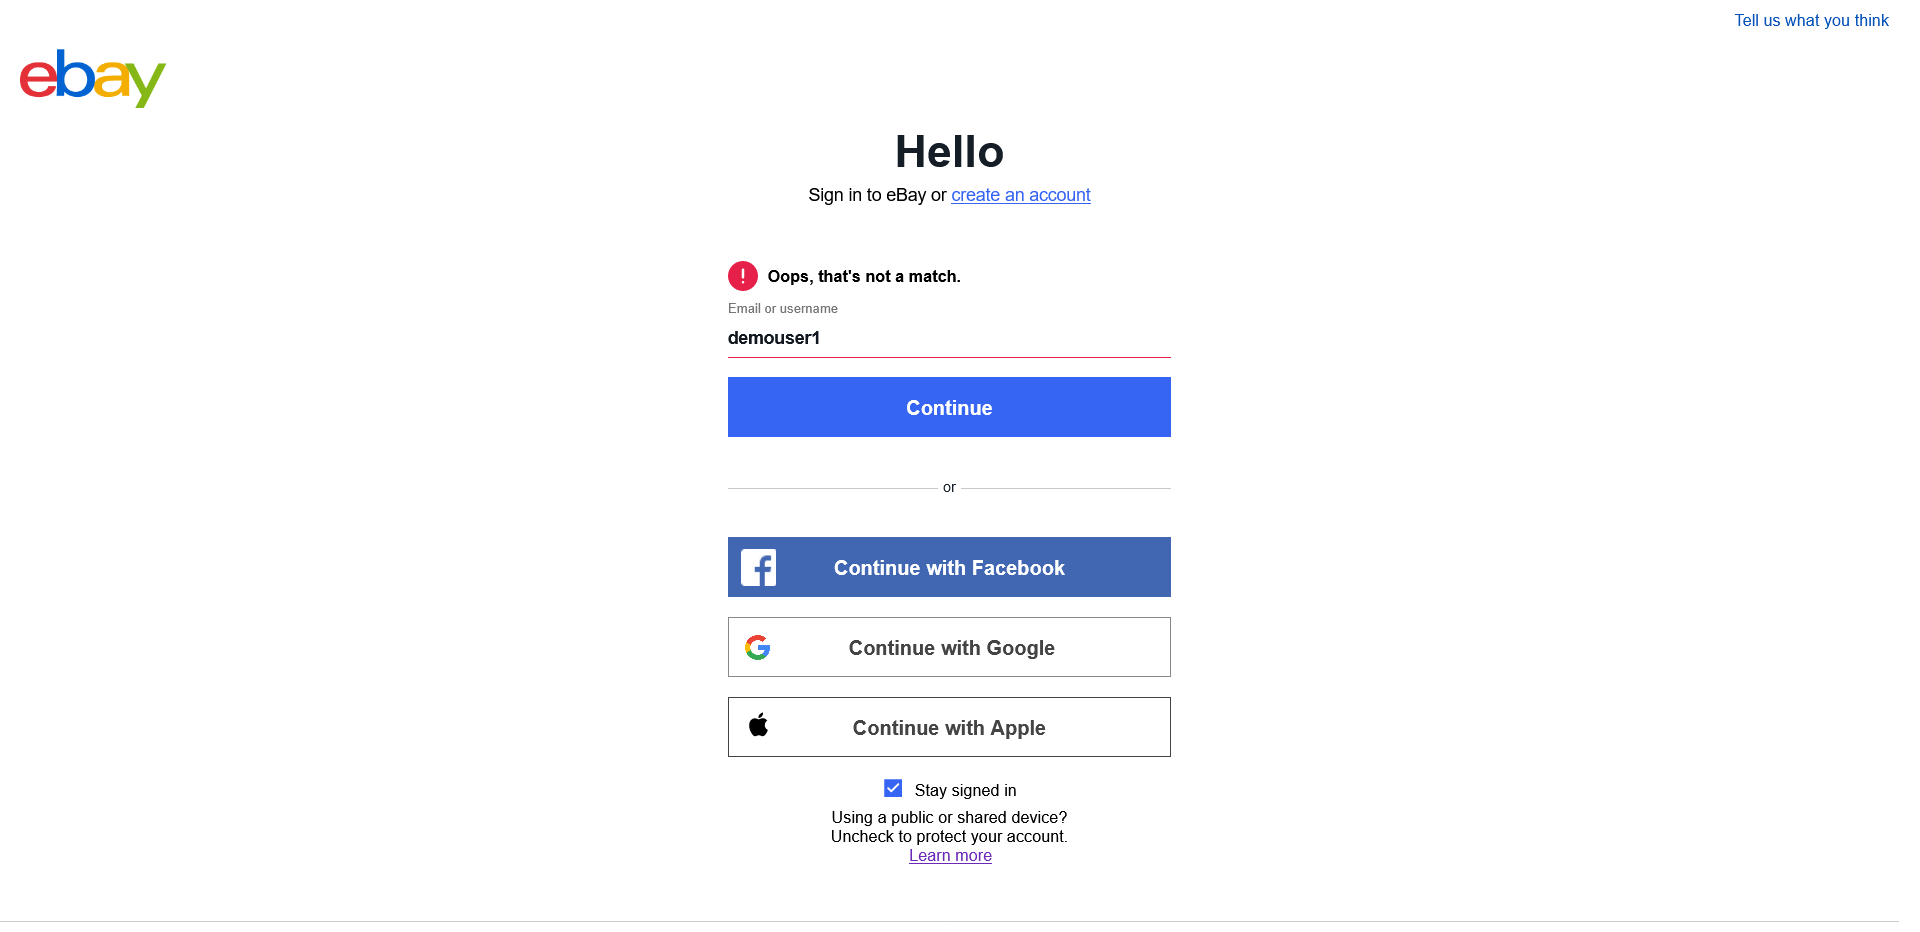 Tell us what you think
ebay
Hello
Sign in to eBay or create an account
Oops, that's not a match.
Email or username
demouser1
Continue
or
Continue with Facebook
Continue with Google
Continue with Apple
Stay signed in
Using a public or shared device?
Uncheck to protect your account.
Learn more